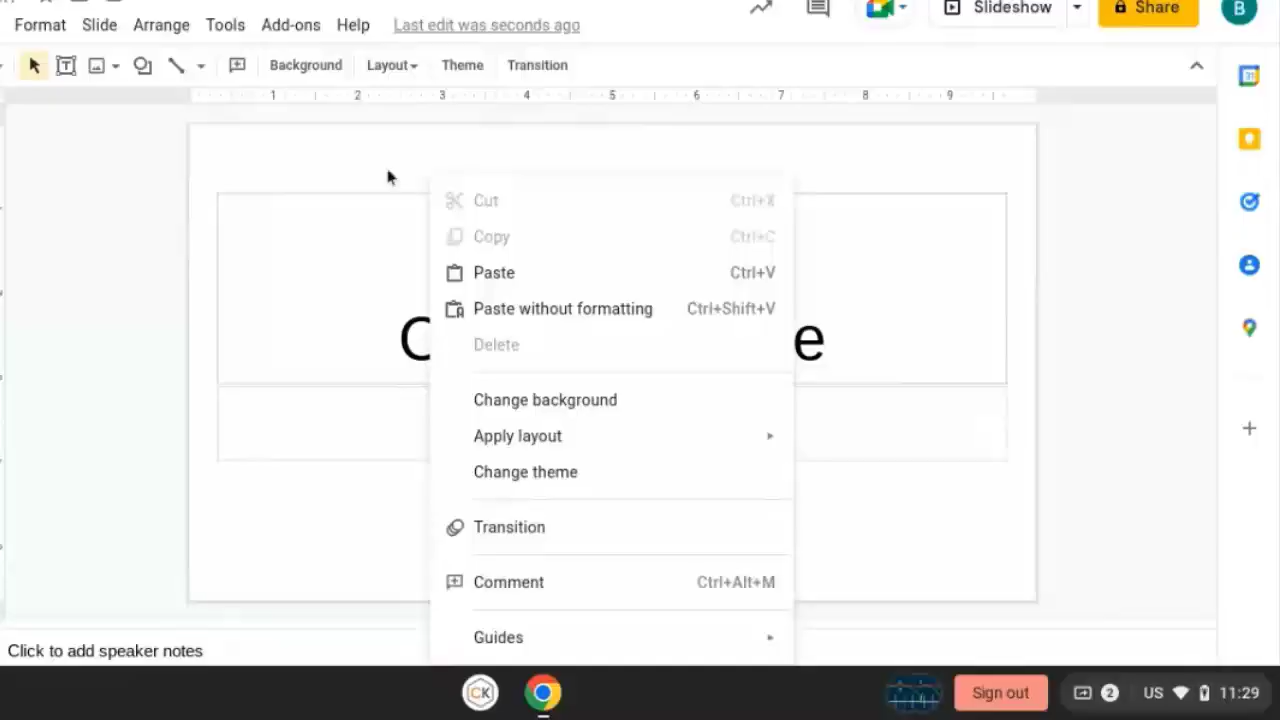 Format Slide Arrange Tools Add-ons Help Last edit was seconds ago Slideshow Share B
Background Layout Theme Transition
1 2 3 4 5 6 7 8 9
31
Cut Ctrl+X
Copy Ctrl+C
Paste Ctrl+V
Paste without formatting Ctrl+Shift+V
C e
Delete
Change background
Apply layout
Change theme
Transition
Comment Ctrl+Alt+M
Guides
Click to add speaker notes
CK Sign out 2 US 11:29